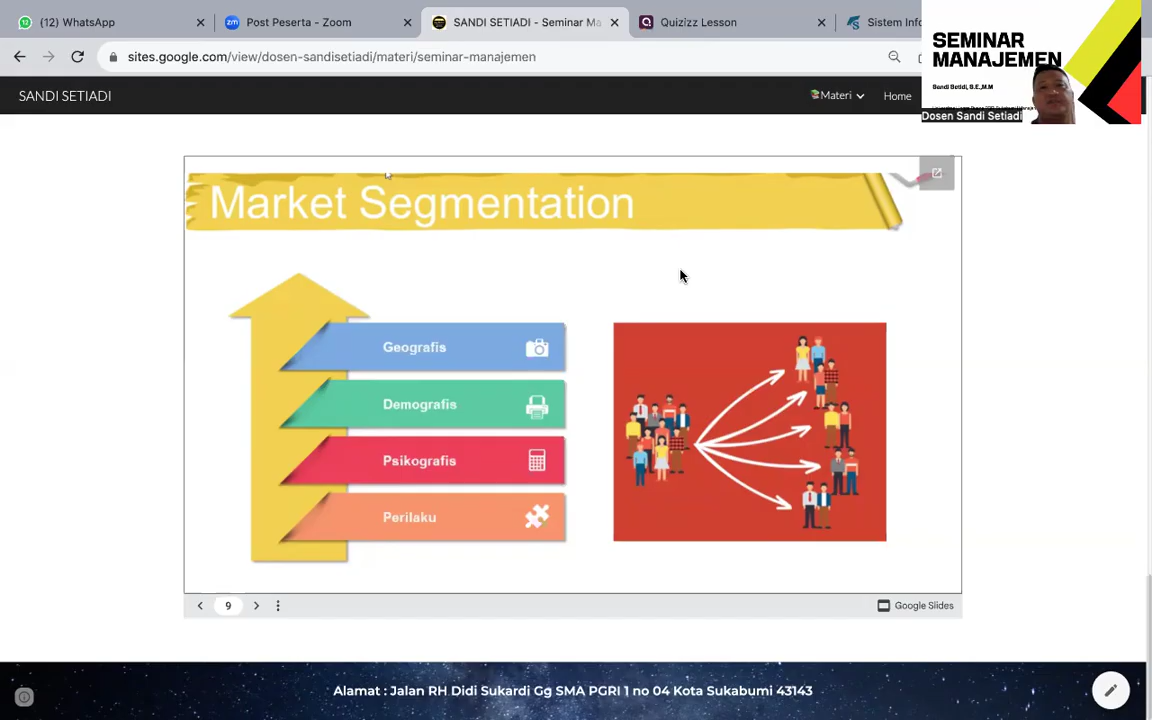 (12) WhatsApp
Post Peserta - Zoom
SANDI SETIADI - Seminar Ma
Quizizz Lesson
Sistem Info
sites.google.com/view/dosen-sandisetiadi/materi/seminar-manajemen
SEMINAR
MANAJEMEN
Sandi Setidi, S.E.,M.M
Dosen Sandi Setiadi
SANDI SETIADI
Materi
Home
Market Segmentation
Geografis
Demografis
Psikografis
Perilaku
9
Google Slides
Alamat : Jalan RH Didi Sukardi Gg SMA PGRI 1 no 04 Kota Sukabumi 43143